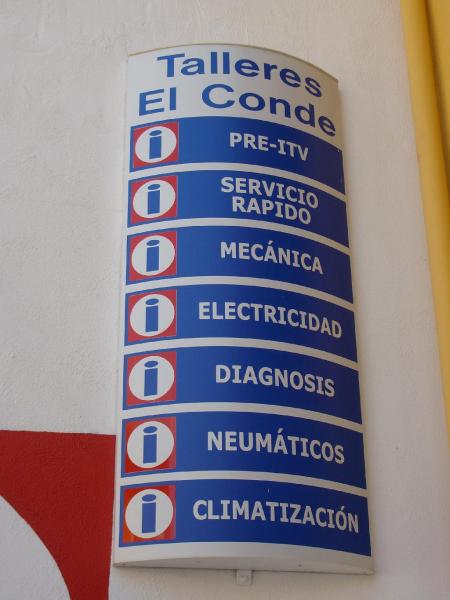 Talleres
El Conde
i PRE-ITV
i SERVICIO
RAPIDO
i MECÁNICA
i ELECTRICIDAD
i DIAGNOSIS
i NEUMÁTICOS
i CLIMATIZACIÓN